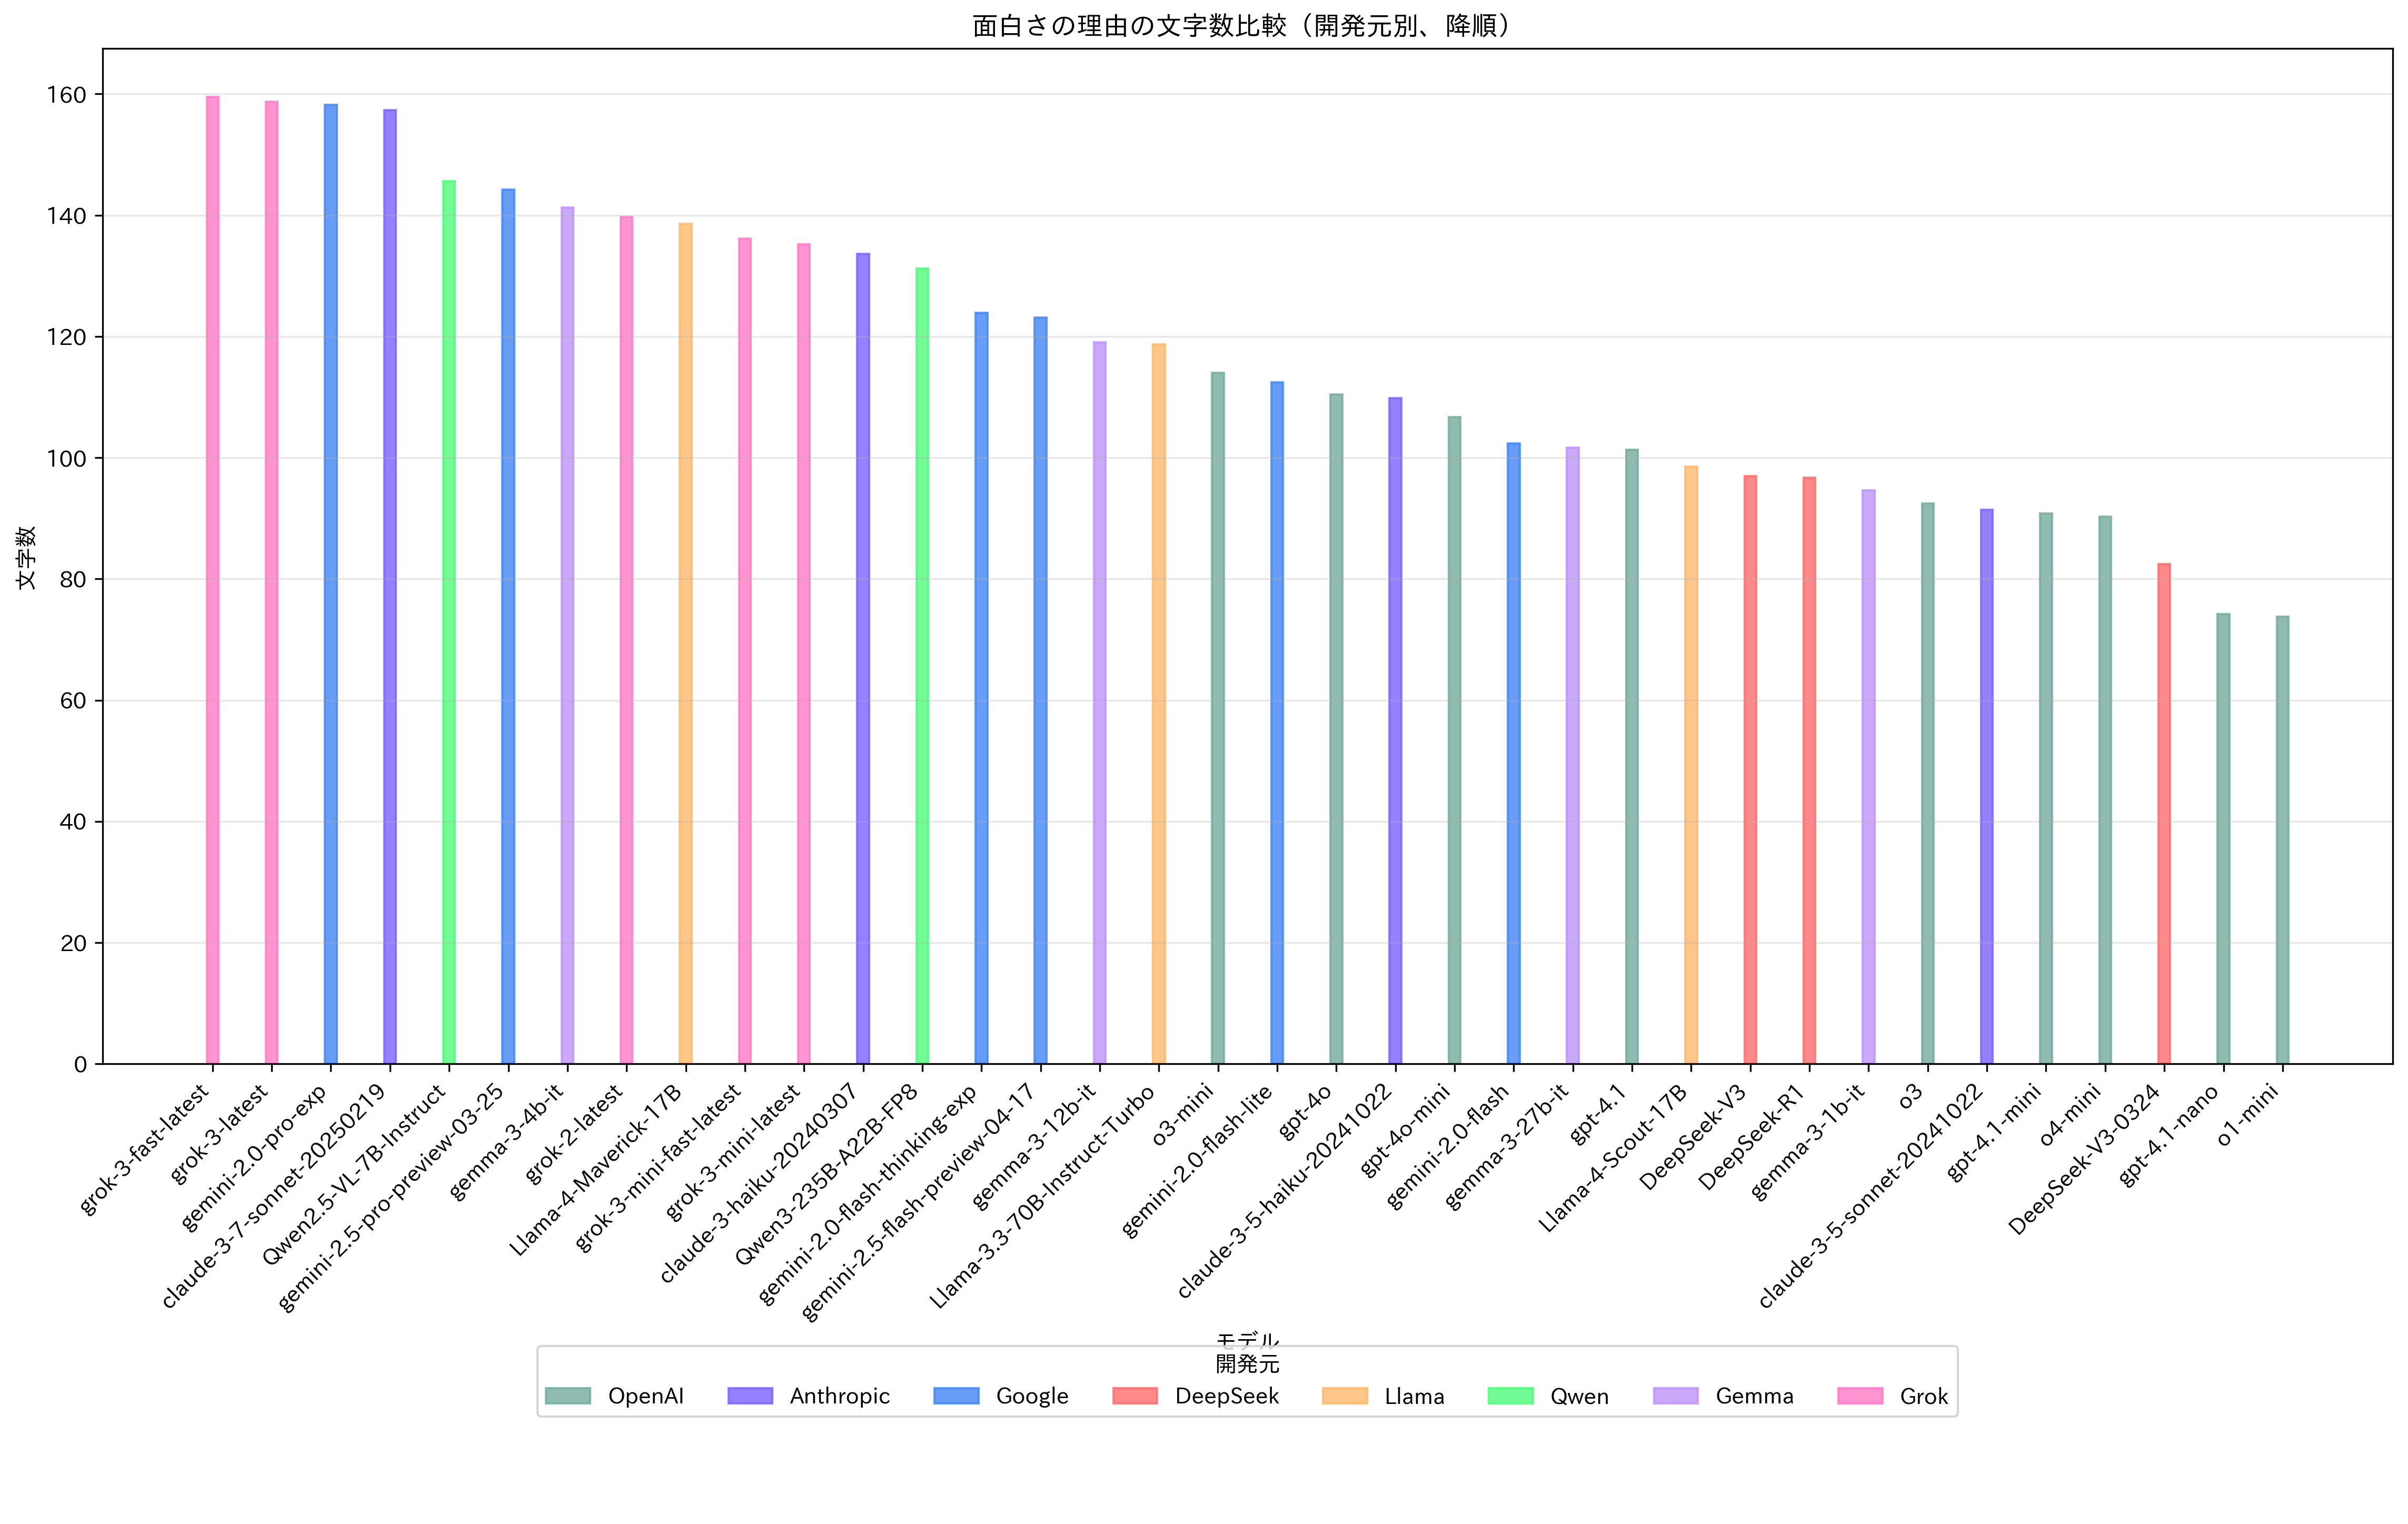 面白さの理由の文字数比較（開発元別、降順）
文字数
160
140
120
100
80
60
40
20
0
grok-3-fast-latest
grok-3-latest
gemini-2.0-pro-exp
claude-3-7-sonnet-20250219
Qwen2.5-VL-7B-Instruct
gemini-2.5-pro-preview-03-25
gemma-3-4b-it
grok-2-latest
Llama-4-Maverick-17B
grok-3-mini-fast-latest
grok-3-mini-latest
claude-3-haiku-20240307
Qwen3-235B-A22B-FP8
gemini-2.0-flash-thinking-exp
gemini-2.5-flash-preview-04-17
gemma-3-12b-it
Llama-3.3-70B-Instruct-Turbo
o3-mini
gemini-2.0-flash-lite
gpt-4o
claude-3-5-haiku-20241022
gpt-4o-mini
gemini-2.0-flash
gemma-3-27b-it
gpt-4.1
Llama-4-Scout-17B
DeepSeek-V3
DeepSeek-R1
gemma-3-1b-it
o3
claude-3-5-sonnet-20241022
gpt-4.1-mini
o4-mini
DeepSeek-V3-0324
gpt-4.1-nano
o1-mini
モデル
開発元
OpenAI Anthropic Google DeepSeek Llama Qwen Gemma Grok